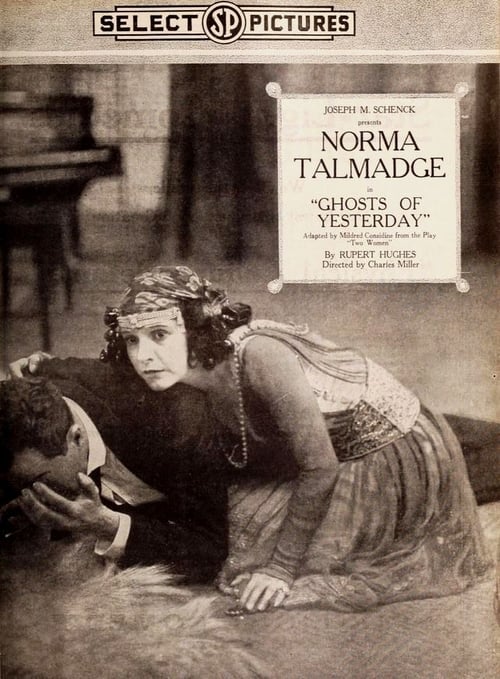 SELECT SP PICTURES
JOSEPH M. SCHENCK
presents
NORMA
TALMADGE
in
"GHOSTS OF
YESTERDAY"
Adapted by Mildred Considine from the Play
"Two Women"
By RUPERT HUGHES
Directed by Charles Miller